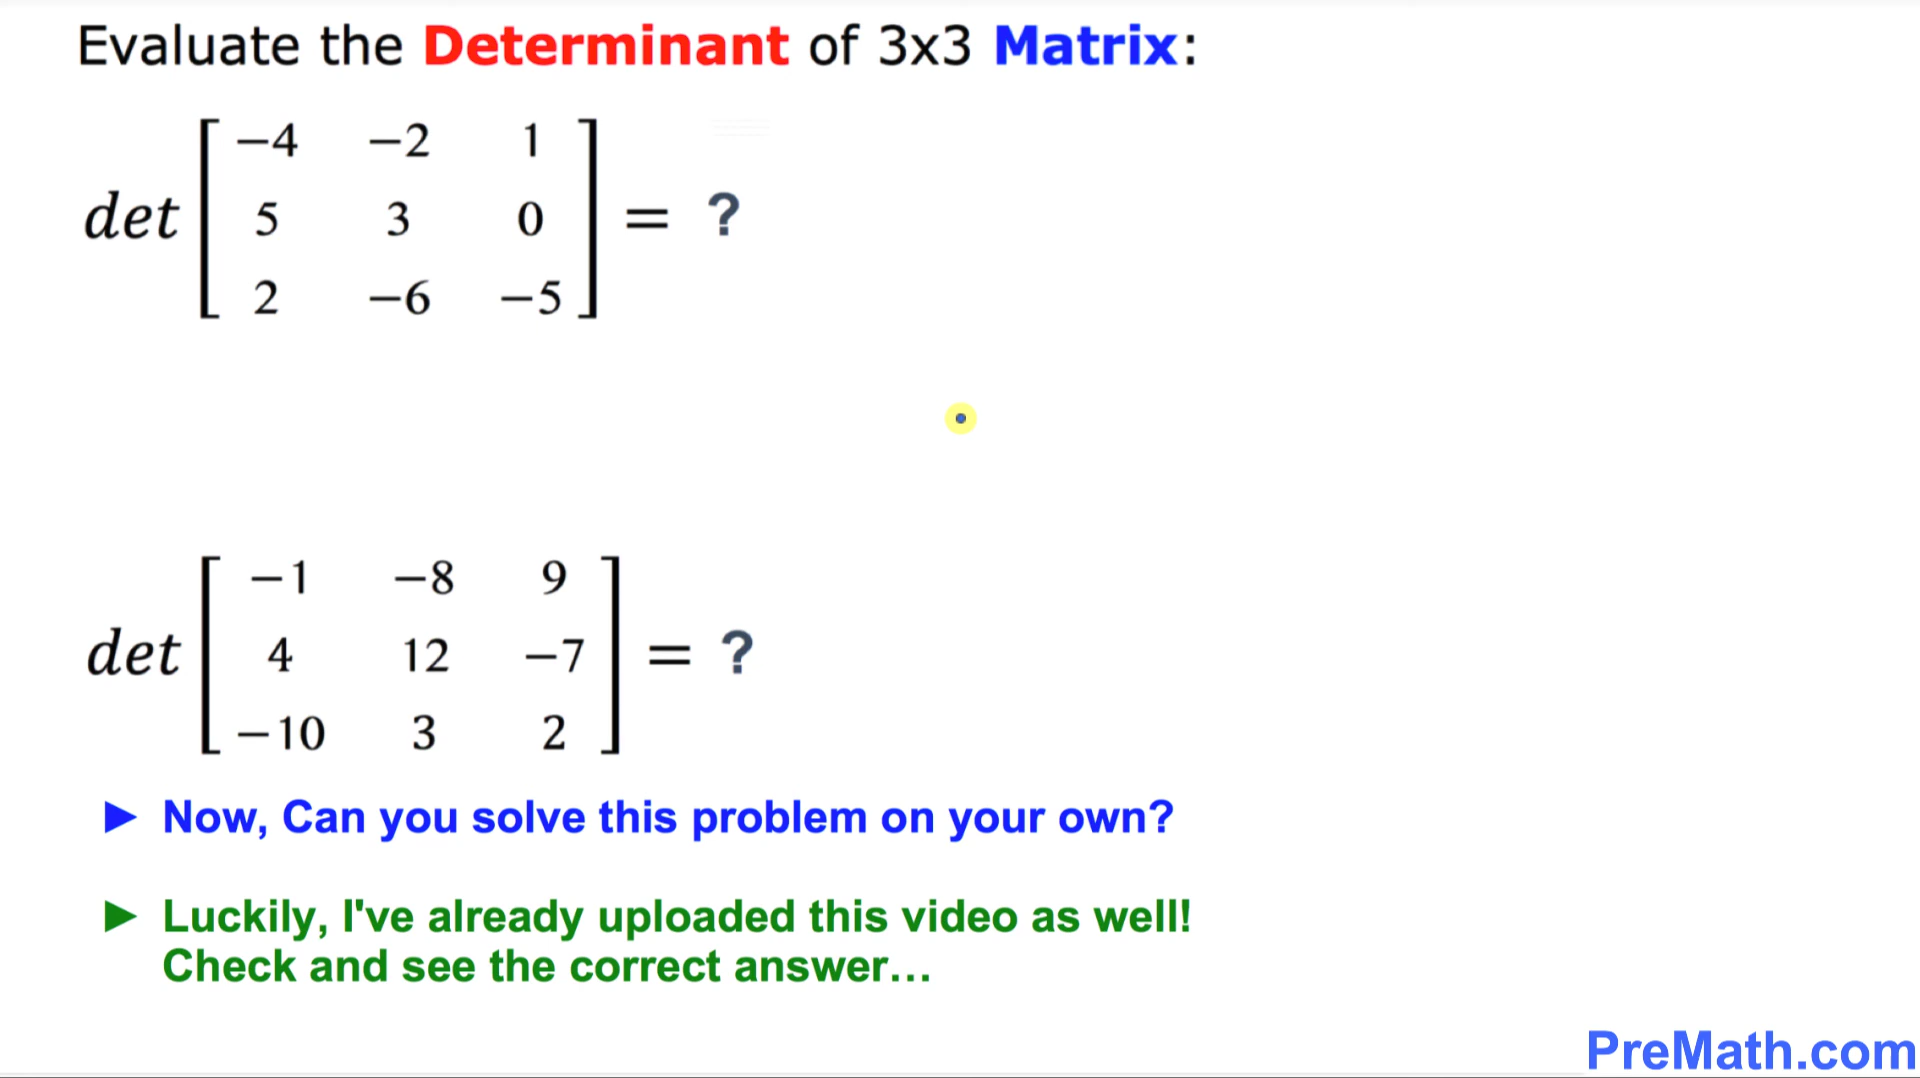 Evaluate the Determinant of 3x3 Matrix:
−4 −2 1
det 5 3 0 = ?
2 −6 −5
−1 −8 9
det 4 12 −7 = ?
−10 3 2
► Now, Can you solve this problem on your own?
► Luckily, I've already uploaded this video as well!
Check and see the correct answer...
PreMath.com